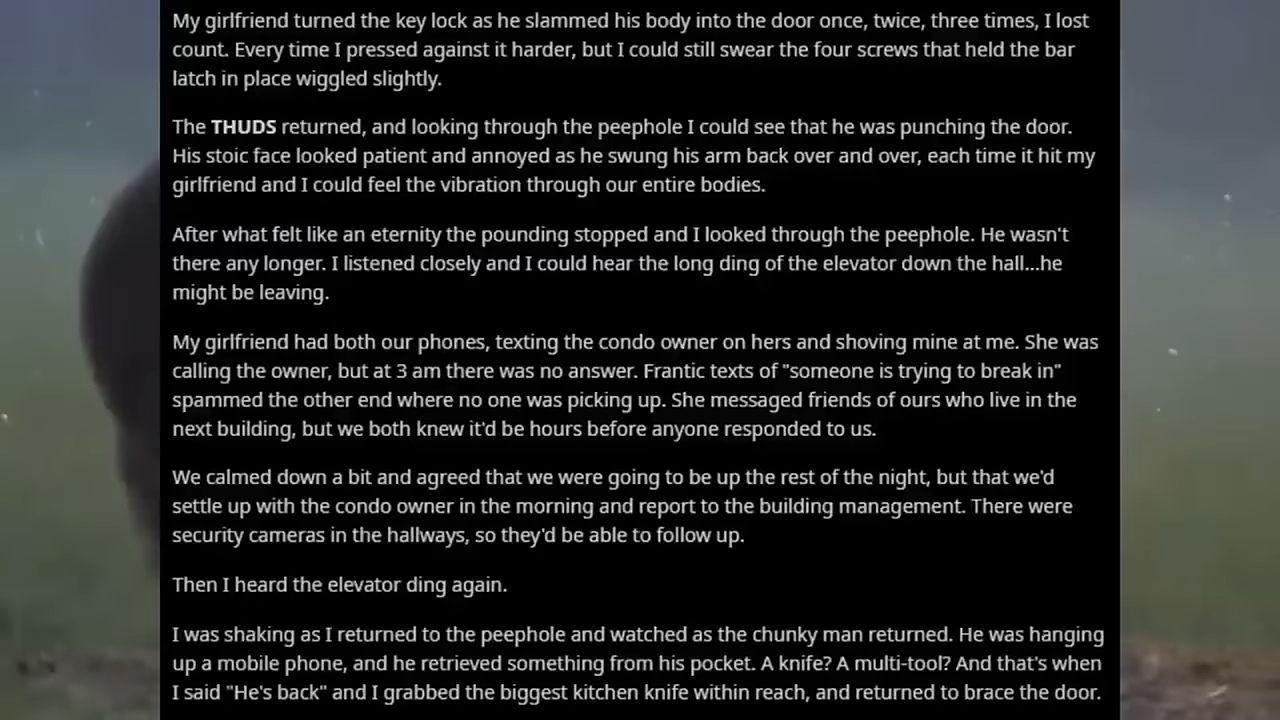 My girlfriend turned the key lock as he slammed his body into the door once, twice, three times, I lost
count. Every time I pressed against it harder, but I could still swear the four screws that held the bar
latch in place wiggled slightly.
The THUDS returned, and looking through the peephole I could see that he was punching the door.
His stoic face looked patient and annoyed as he swung his arm back over and over, each time it hit my
girlfriend and I could feel the vibration through our entire bodies.
After what felt like an eternity the pounding stopped and I looked through the peephole. He wasn't
there any longer. I listened closely and I could hear the long ding of the elevator down the hall...he
might be leaving.
My girlfriend had both our phones, texting the condo owner on hers and shoving mine at me. She was
calling the owner, but at 3 am there was no answer. Frantic texts of "someone is trying to break in"
spammed the other end where no one was picking up. She messaged friends of ours who live in the
next building, but we both knew it'd be hours before anyone responded to us.
We calmed down a bit and agreed that we were going to be up the rest of the night, but that we'd
settle up with the condo owner in the morning and report to the building management. There were
security cameras in the hallways, so they'd be able to follow up.
Then I heard the elevator ding again.
I was shaking as I returned to the peephole and watched as the chunky man returned. He was hanging
up a mobile phone, and he retrieved something from his pocket. A knife? A multi-tool? And that's when
I said "He's back" and I grabbed the biggest kitchen knife within reach, and returned to brace the door.